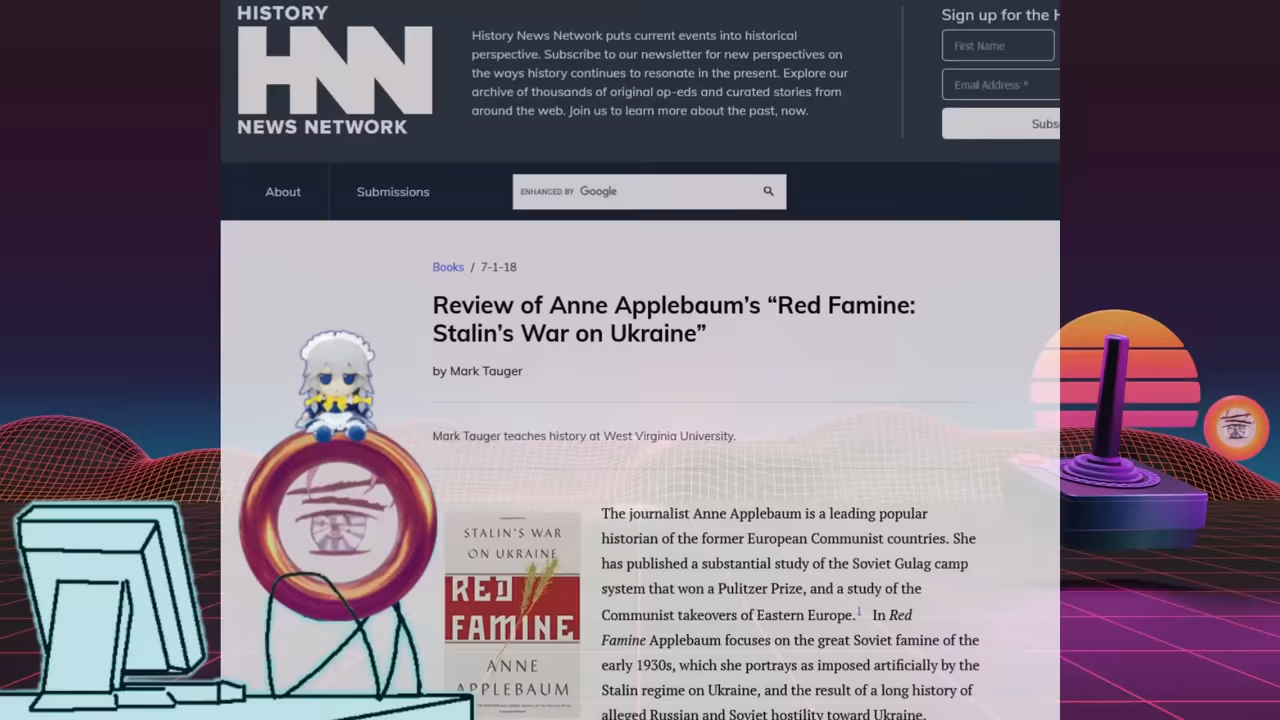 HISTORY
HNN
NEWS NETWORK
History News Network puts current events into historical
perspective. Subscribe to our newsletter for new perspectives on
the ways history continues to resonate in the present. Explore our
archive of thousands of original op-eds and curated stories from
around the web. Join us to learn more about the past, now.
Sign up for the H
First Name
Email Address *
Subs
About
Submissions
ENHANCED BY Google
Books / 7-1-18
Review of Anne Applebaum’s “Red Famine:
Stalin’s War on Ukraine”
by Mark Tauger
Mark Tauger teaches history at West Virginia University.
STALIN'S WAR
ON UKRAINE
RED
FAMINE
ANNE
APPLEBAUM
The journalist Anne Applebaum is a leading popular
historian of the former European Communist countries. She
has published a substantial study of the Soviet Gulag camp
system that won a Pulitzer Prize, and a study of the
Communist takeovers of Eastern Europe.1 In Red
Famine Applebaum focuses on the great Soviet famine of the
early 1930s, which she portrays as imposed artificially by the
Stalin regime on Ukraine, and the result of a long history of
alleged Russian and Soviet hostility toward Ukraine.